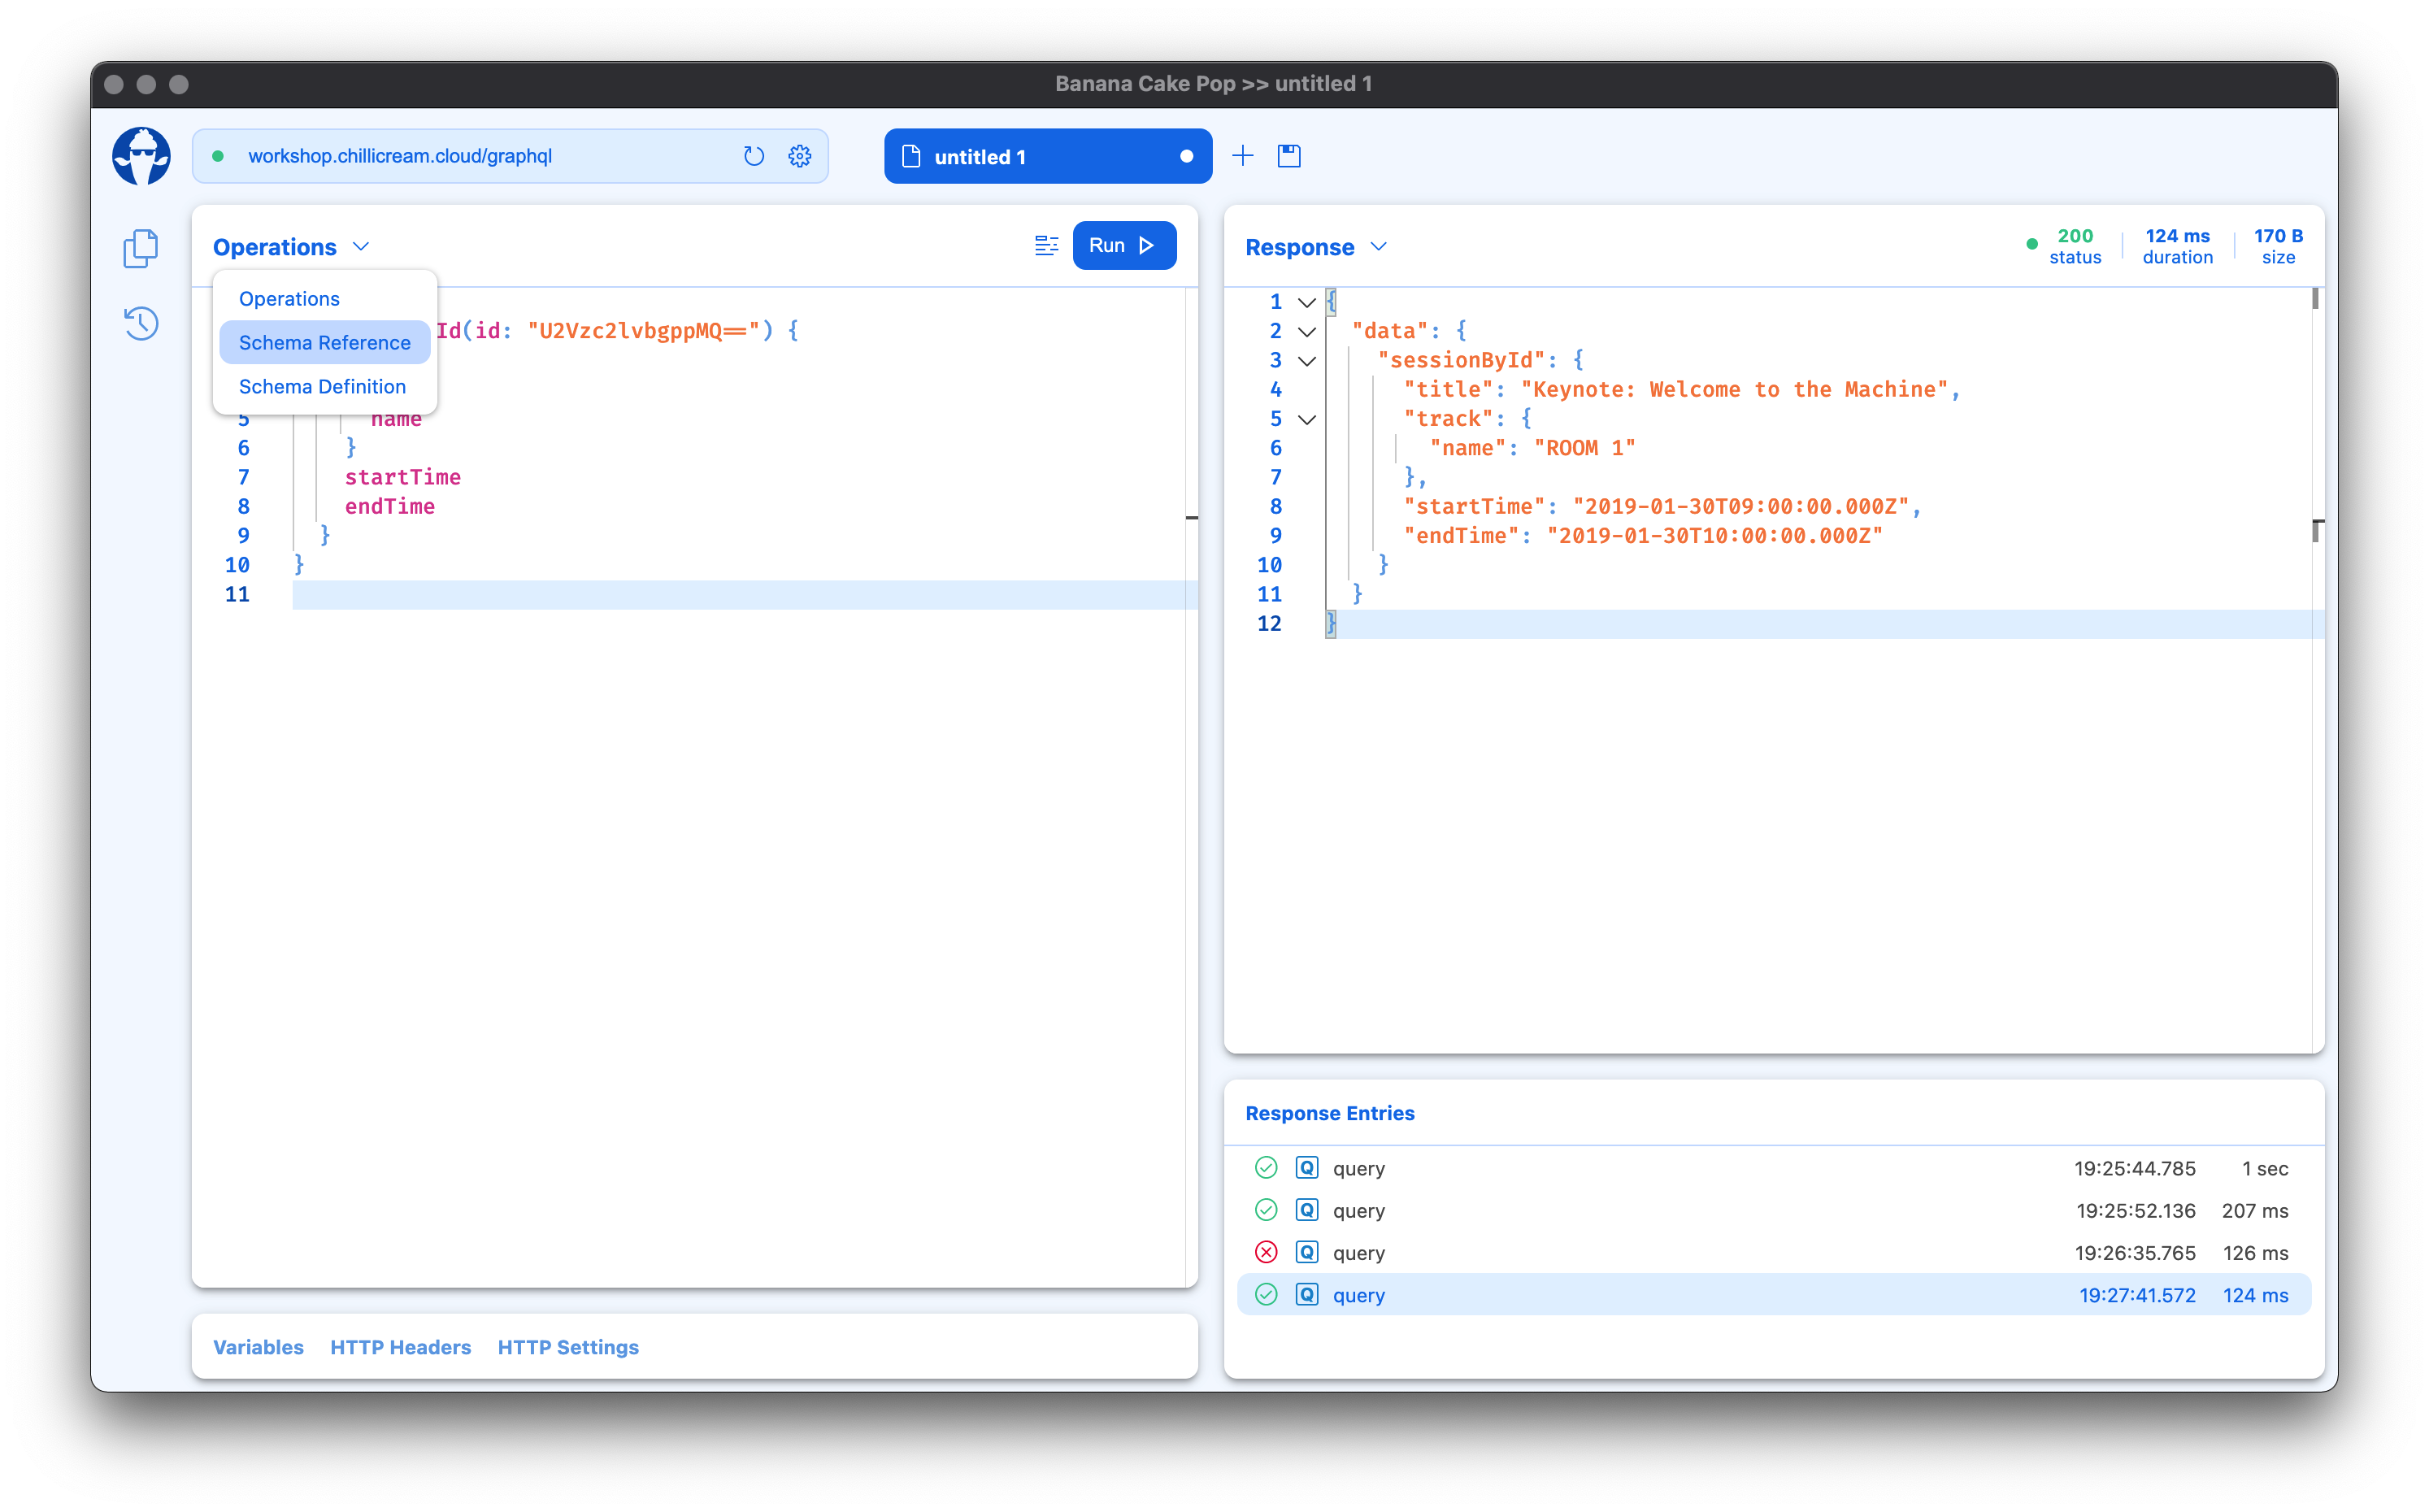 Banana Cake Pop >> untitled 1
workshop.chillicream.cloud/graphql
untitled 1
Operations
Run
Operations
Schema Reference
Schema Definition
Id(id: "U2Vzc2lvbgppMQ==") {
5 name
6 }
7 startTime
8 endTime
9 }
10 }
11
Variables HTTP Headers HTTP Settings
Response
200 status
124 ms duration
170 B size
1 {
2 "data": {
3 "sessionById": {
4 "title": "Keynote: Welcome to the Machine",
5 "track": {
6 "name": "ROOM 1"
7 },
8 "startTime": "2019-01-30T09:00:00.000Z",
9 "endTime": "2019-01-30T10:00:00.000Z"
10 }
11 }
12 }
Response Entries
Q query 19:25:44.785 1 sec
Q query 19:25:52.136 207 ms
Q query 19:26:35.765 126 ms
Q query 19:27:41.572 124 ms